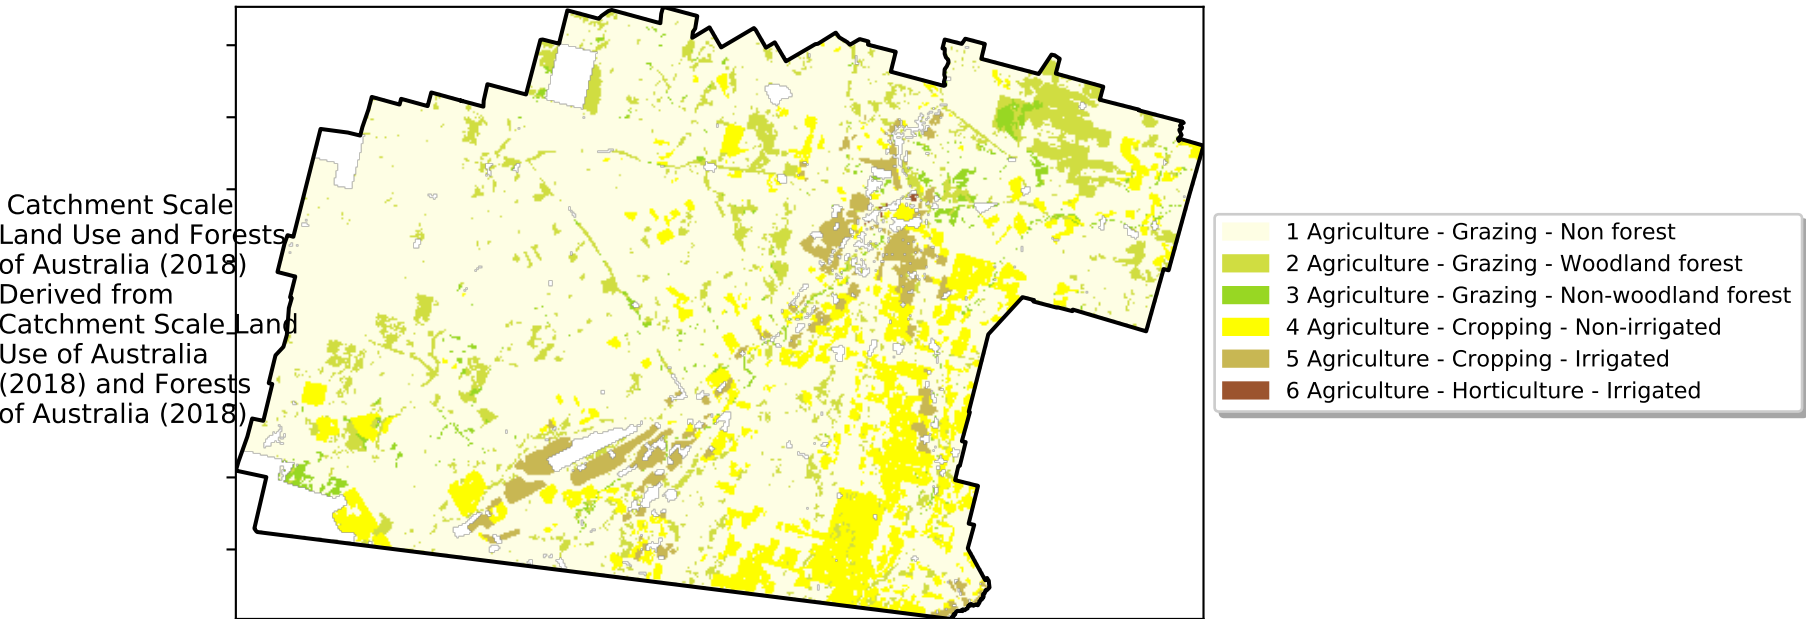 Catchment Scale
Land Use and Forests
of Australia (2018)
Derived from
Catchment Scale Land
Use of Australia
(2018) and Forests
of Australia (2018)
1 Agriculture - Grazing - Non forest
2 Agriculture - Grazing - Woodland forest
3 Agriculture - Grazing - Non-woodland forest
4 Agriculture - Cropping - Non-irrigated
5 Agriculture - Cropping - Irrigated
6 Agriculture - Horticulture - Irrigated